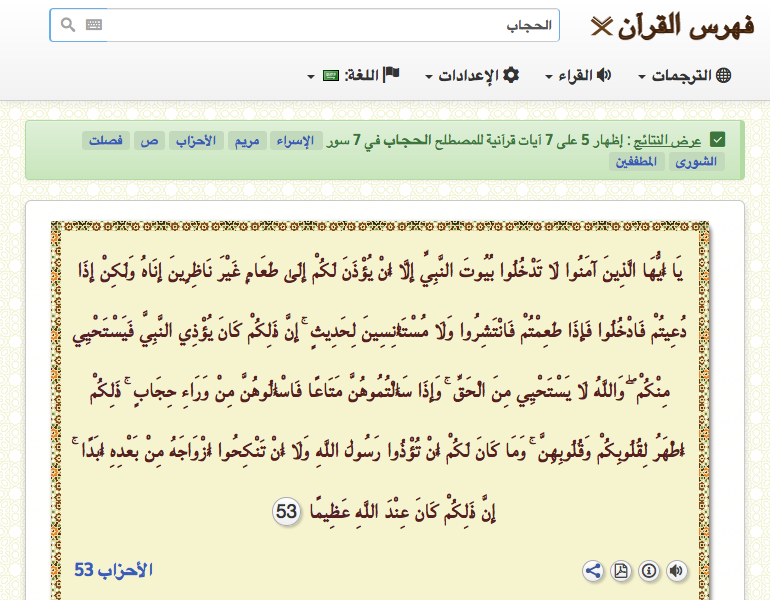 فهرس القرآن
الحجاب
الترجمات
القراء
الإعدادات
اللغة:
عرض النتائج : إظهار 5 على 7 آيات قرآنية للمصطلح الحجاب في 7 سور الإسراء مريم الأحزاب ص فصلت
الشورى المطففين
يَا أَيُّهَا الَّذِينَ آمَنُوا لَا تَدْخُلُوا بُيُوتَ النَّبِيِّ إِلَّا أَنْ يُؤْذَنَ لَكُمْ إِلَىٰ طَعَامٍ غَيْرَ نَاظِرِينَ إِنَاهُ وَلَٰكِنْ إِذَا
دُعِيتُمْ فَادْخُلُوا فَإِذَا طَعِمْتُمْ فَانْتَشِرُوا وَلَا مُسْتَأْنِسِينَ لِحَدِيثٍ ۚ إِنَّ ذَٰلِكُمْ كَانَ يُؤْذِي النَّبِيَّ فَيَسْتَحْيِي
مِنْكُمْ ۖ وَاللَّهُ لَا يَسْتَحْيِي مِنَ الْحَقِّ ۚ وَإِذَا سَأَلْتُمُوهُنَّ مَتَاعًا فَاسْأَلُوهُنَّ مِنْ وَرَاءِ حِجَابٍ ۚ ذَٰلِكُمْ
أَطْهَرُ لِقُلُوبِكُمْ وَقُلُوبِهِنَّ ۚ وَمَا كَانَ لَكُمْ أَنْ تُؤْذُوا رَسُولَ اللَّهِ وَلَا أَنْ تَنْكِحُوا أَزْوَاجَهُ مِنْ بَعْدِهِ أَبَدًا ۚ
إِنَّ ذَٰلِكُمْ كَانَ عِنْدَ اللَّهِ عَظِيمًا 53
الأحزاب 53